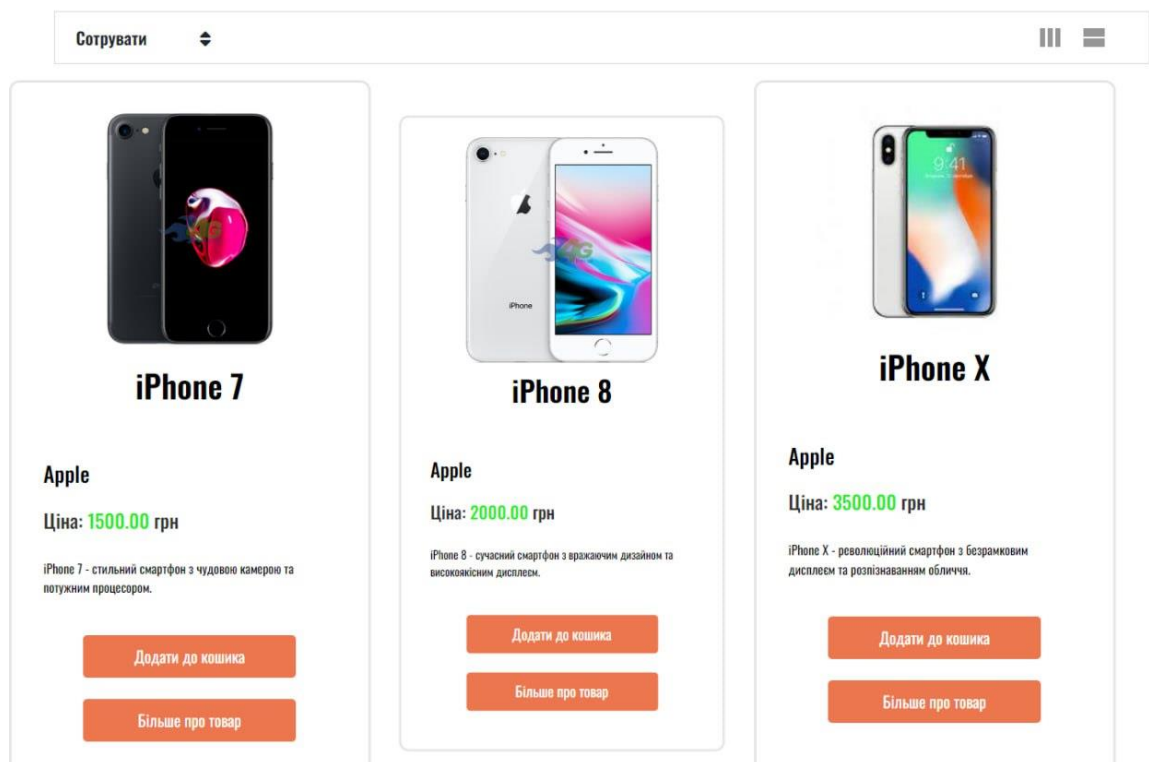 Сотрувати
9:41
iPhone
iPhone 7
Apple
Ціна: 1500.00 грн
iPhone 7 - стильний смартфон з чудовою камерою та
потужним процесором.
Додати до кошика
Більше про товар
iPhone 8
Apple
Ціна: 2000.00 грн
iPhone 8 - сучасний смартфон з вражаючим дизайном та
високоякісним дисплеєм.
Додати до кошика
Більше про товар
iPhone X
Apple
Ціна: 3500.00 грн
iPhone X - революційний смартфон з безрамковим
дисплеєм та розпізнаванням обличчя.
Додати до кошика
Більше про товар